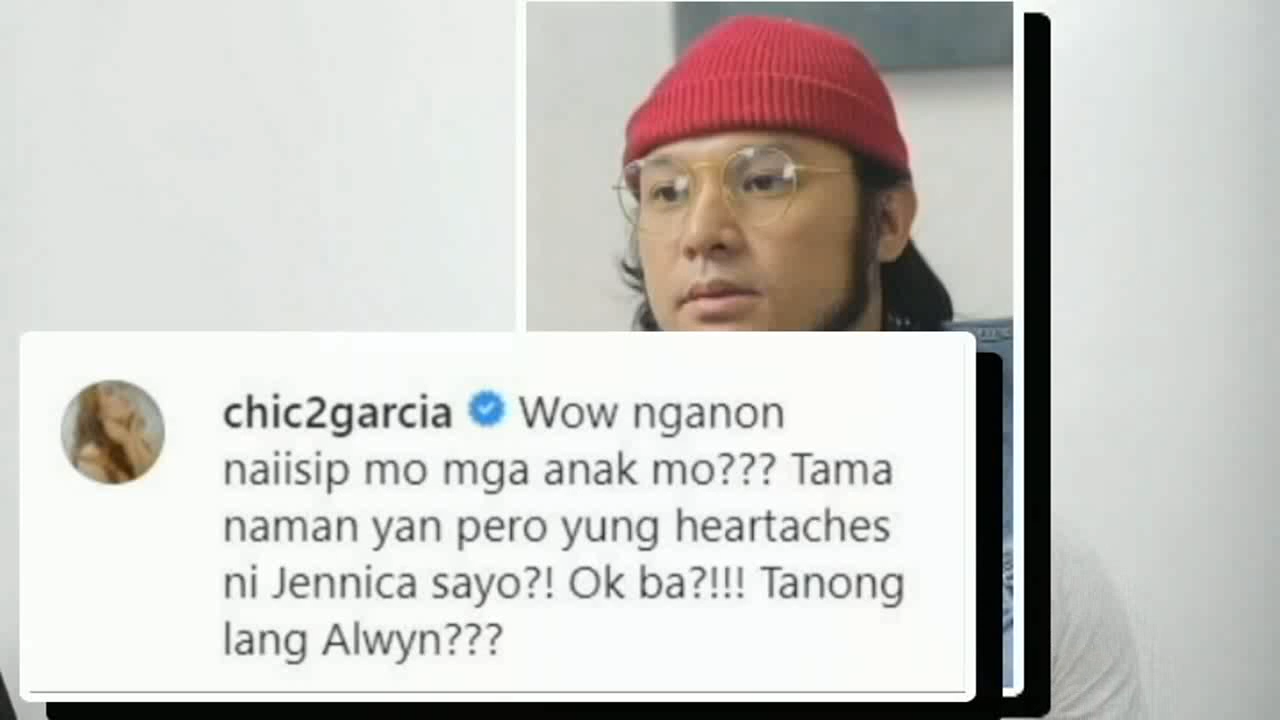 chic2garcia Wow nganon
naiisip mo mga anak mo??? Tama
naman yan pero yung heartaches
ni Jennica sayo?! Ok ba?!!! Tanong
lang Alwyn???